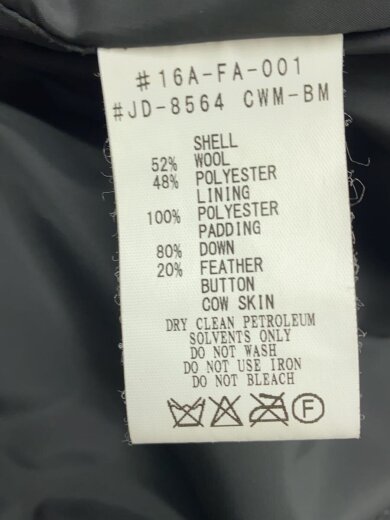 #16A-FA-001
#JD-8564 CWM-BM
SHELL
52% WOOL
48% POLYESTER
LINING
100% POLYESTER
PADDING
80% DOWN
20% FEATHER
BUTTON
COW SKIN
DRY CLEAN PETROLEUM
SOLVENTS ONLY
DO NOT WASH
DO NOT USE IRON
DO NOT BLEACH
F